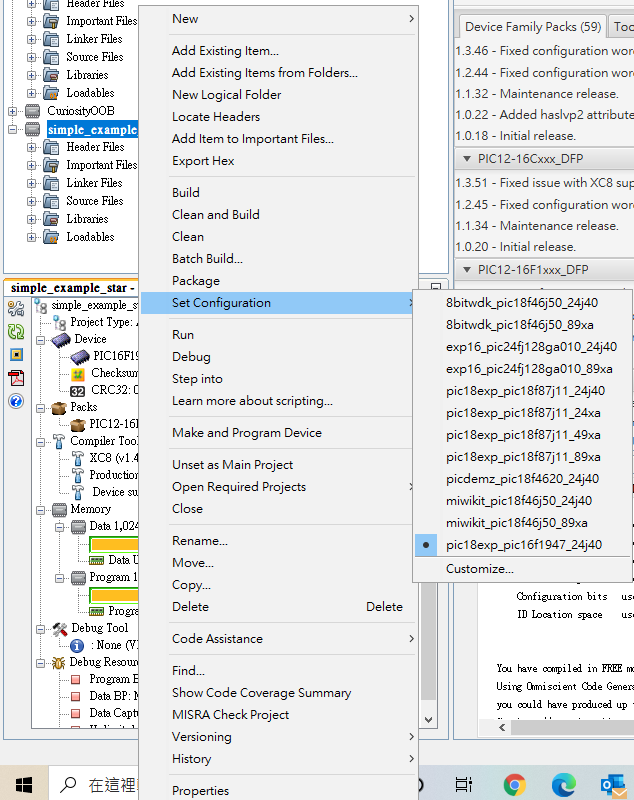 Header Files
Important Files
Linker Files
Source Files
Libraries
Loadables
CuriosityOOB
simple_example
Header Files
Important Files
Linker Files
Source Files
Libraries
Loadables
simple_example_star -
simple_example_s
Project Type: A
Device
PIC16F19
Checksum
CRC32: 0
Packs
PIC12-16
Compiler Too
XC8 (v1.4
Production
Device su
Memory
Data 1,024
Data U
Program 1
Progra
Debug Tool
: None (V
Debug Resour
Program B
Data BP: M
Data Captu
New
Add Existing Item...
Add Existing Items from Folders...
New Logical Folder
Locate Headers
Add Item to Important Files...
Export Hex
Build
Clean and Build
Clean
Batch Build...
Package
Set Configuration
Run
Debug
Step into
Learn more about scripting...
Make and Program Device
Unset as Main Project
Open Required Projects
Close
Rename...
Move...
Copy...
Delete Delete
Code Assistance
Find...
Show Code Coverage Summary
MISRA Check Project
Versioning
History
Properties
8bitwdk_pic18f46j50_24j40
8bitwdk_pic18f46j50_89xa
exp16_pic24fj128ga010_24j40
exp16_pic24fj128ga010_89xa
pic18exp_pic18f87j11_24j40
pic18exp_pic18f87j11_24xa
pic18exp_pic18f87j11_49xa
pic18exp_pic18f87j11_89xa
picdemz_pic18f4620_24j40
miwikit_pic18f46j50_24j40
miwikit_pic18f46j50_89xa
pic18exp_pic16f1947_24j40
Customize...
Device Family Packs (59) Too
1.3.46 - Fixed configuration word
1.2.44 - Fixed configuration word
1.1.32 - Maintenance release.
1.0.22 - Added haslvp2 attribute
1.0.18 - Initial release.
PIC12-16Cxxx_DFP
1.3.51 - Fixed issue with XC8 sup
1.2.45 - Fixed configuration word
1.1.34 - Maintenance release.
1.0.20 - Initial release.
PIC12-16F1xxx_DFP
Configuration bits use
ID Location space use
You have compiled in FREE mo
Using Omniscient Code Gener
you could have produced up
在這裡